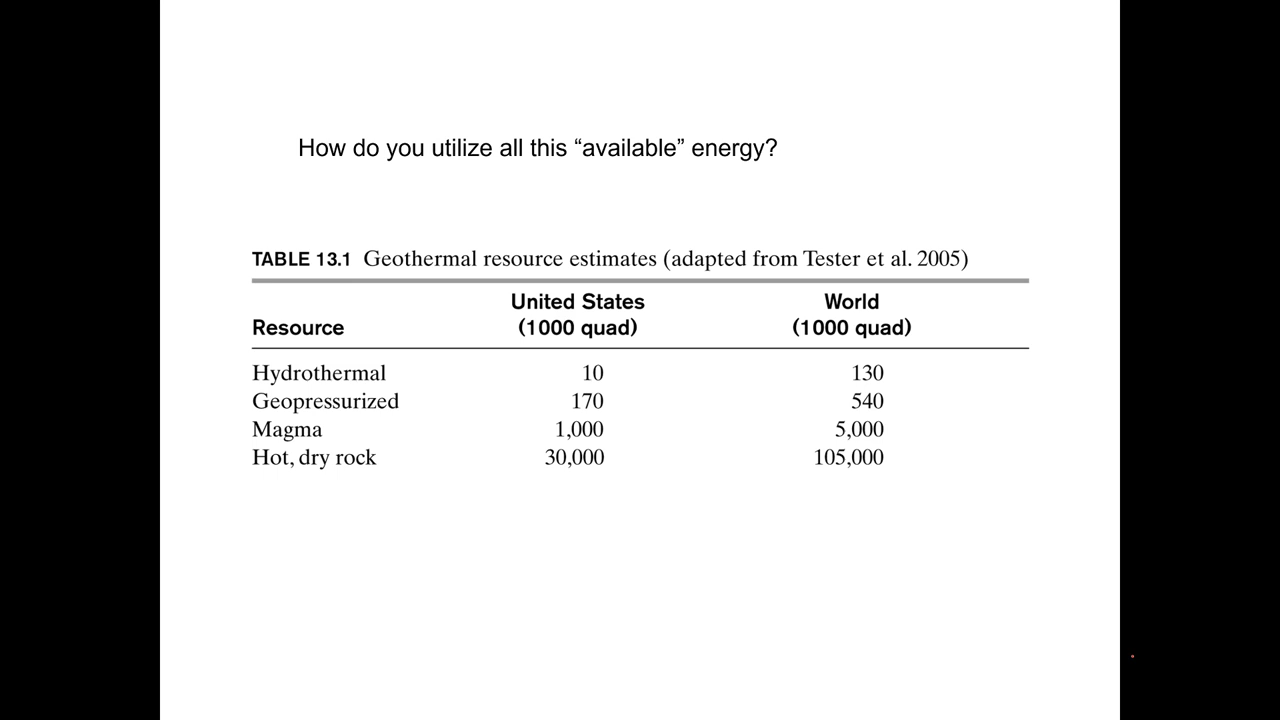 How do you utilize all this “available” energy?
TABLE 13.1 Geothermal resource estimates (adapted from Tester et al. 2005)
United States World
Resource (1000 quad) (1000 quad)
Hydrothermal 10 130
Geopressurized 170 540
Magma 1,000 5,000
Hot, dry rock 30,000 105,000